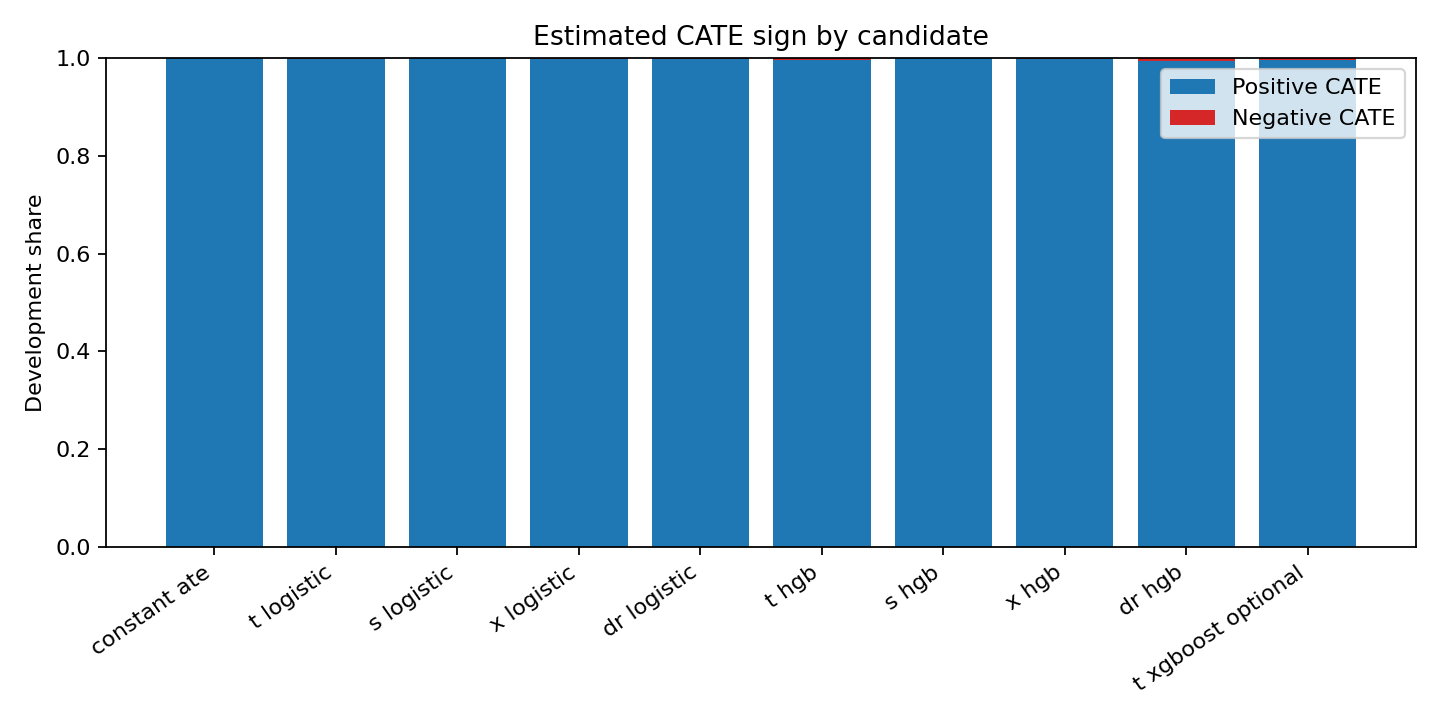 Estimated CATE sign by candidate
Positive CATE
Negative CATE
Development share
1.0
0.8
0.6
0.4
0.2
0.0
constant ate
t logistic
s logistic
x logistic
dr logistic
t hgb
s hgb
x hgb
dr hgb
t xgboost optional